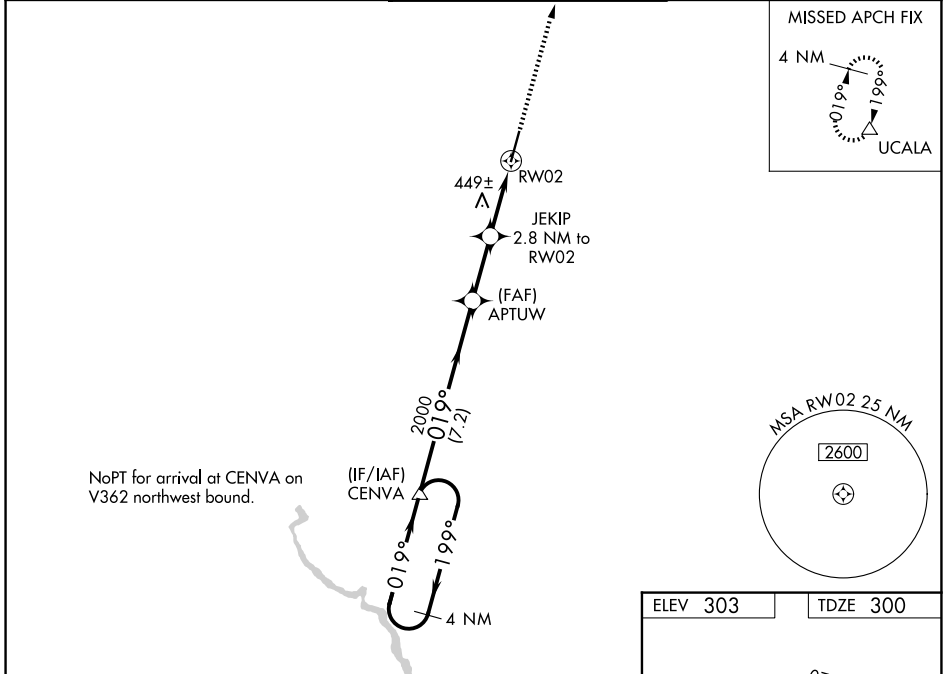 MISSED APCH FIX
4 NM
019°
199°
UCALA
RW02
449±
JEKIP
2.8 NM to
RW02
(FAF)
APTUW
2000
019°
(7.2)
MSA RW02 25 NM
2600
NoPT for arrival at CENVA on
V362 northwest bound.
(IF/IAF)
CENVA
019°
199°
4 NM
ELEV 303
TDZE 300